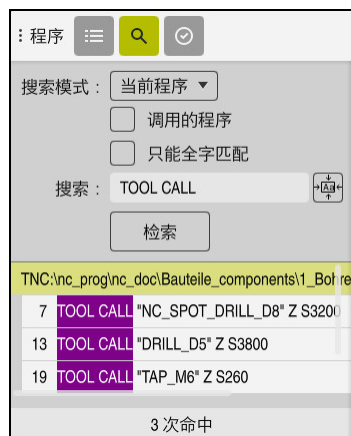 程序
搜索模式： 当前程序
调用的程序
只能全字匹配
搜索： TOOL CALL
检索
TNC:\nc_prog\nc_doc\Bauteile_components\1_Bohre
7 TOOL CALL "NC_SPOT_DRILL_D8" Z S3200
13 TOOL CALL "DRILL_D5" Z S3800
19 TOOL CALL "TAP_M6" Z S260
3 次命中